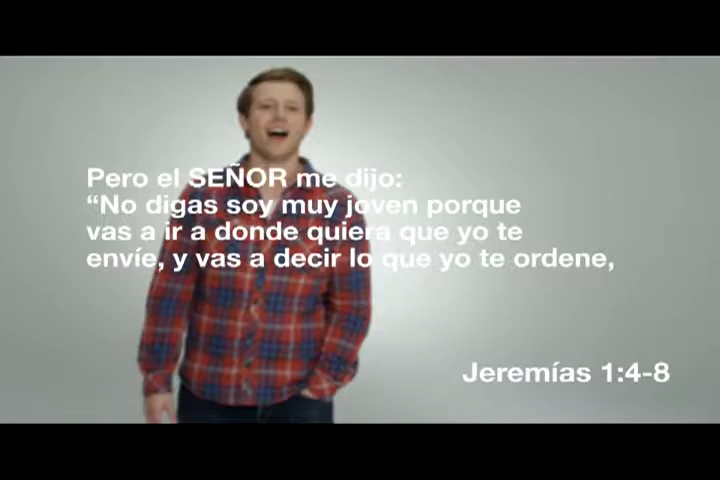 Pero el SEÑOR me dijo:
“No digas soy muy joven porque
vas a ir a donde quiera que yo te
envíe, y vas a decir lo que yo te ordene,
Jeremías 1:4-8